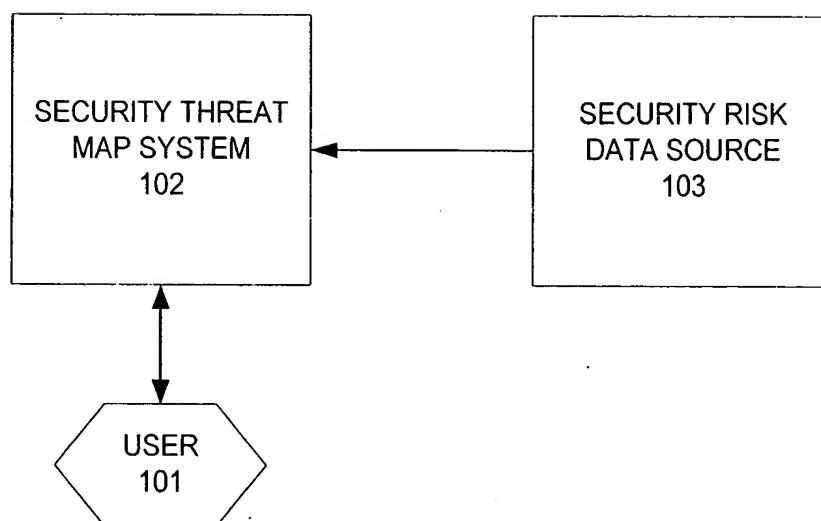 SECURITY THREAT
MAP SYSTEM
102
SECURITY RISK
DATA SOURCE
103
USER
101